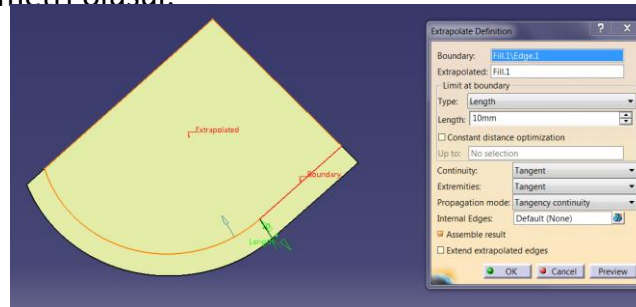 Extrapolate Definition
? X
Boundary: Fill.1\Edge.1
Extrapolated: Fill.1
Limit at boundary
Type: Length
Length: 10mm
Constant distance optimization
Up to: No selection
Continuity: Tangent
Extremities: Tangent
Propagation mode: Tangency continuity
Internal Edges: Default (None)
Assemble result
Extend extrapolated edges
OK Cancel Preview
Extrapolated
Boundary